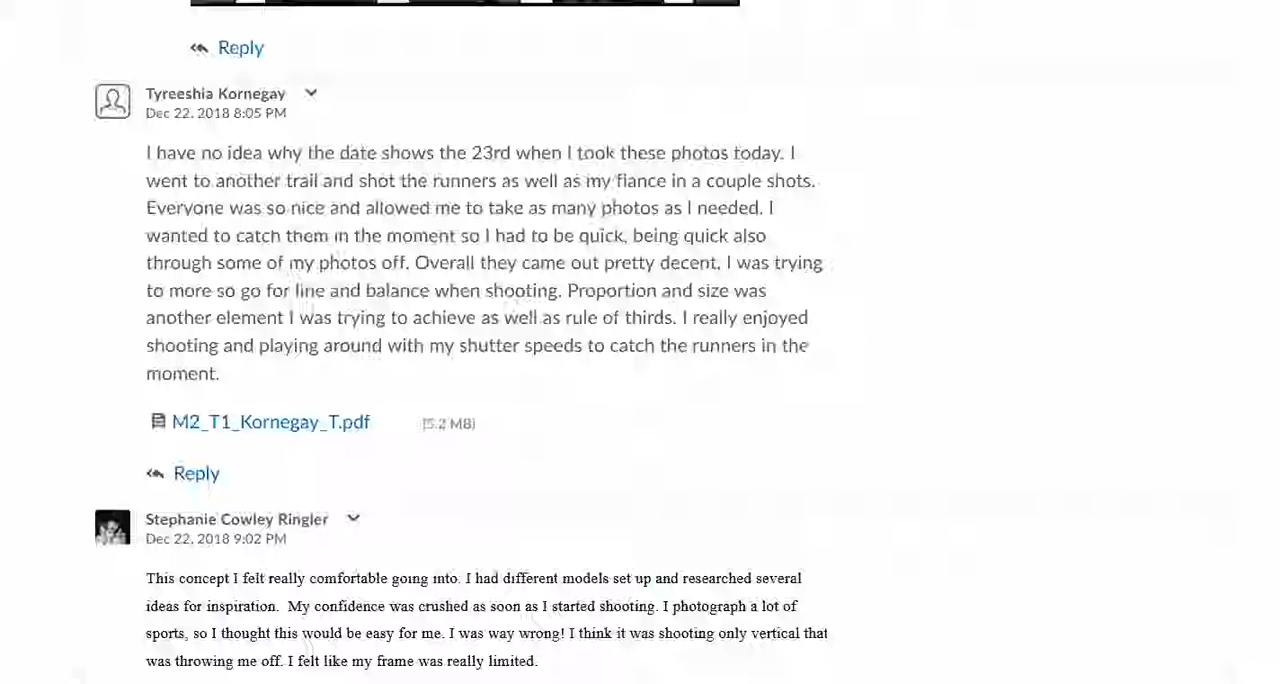 Reply
Tyreeshia Kornegay
Dec 22, 2018 8:05 PM
I have no idea why the date shows the 23rd when I took these photos today. I
went to another trail and shot the runners as well as my fiance in a couple shots.
Everyone was so nice and allowed me to take as many photos as I needed. I
wanted to catch them in the moment so I had to be quick, being quick also
through some of my photos off. Overall they came out pretty decent, I was trying
to more so go for line and balance when shooting. Proportion and size was
another element I was trying to achieve as well as rule of thirds. I really enjoyed
shooting and playing around with my shutter speeds to catch the runners in the
moment.
M2_T1_Kornegay_T.pdf (5.2 MB)
Reply
Stephanie Cowley Ringler
Dec 22, 2018 9:02 PM
This concept I felt really comfortable going into. I had different models set up and researched several
ideas for inspiration.  My confidence was crushed as soon as I started shooting. I photograph a lot of
sports, so I thought this would be easy for me. I was way wrong! I think it was shooting only vertical that
was throwing me off. I felt like my frame was really limited.